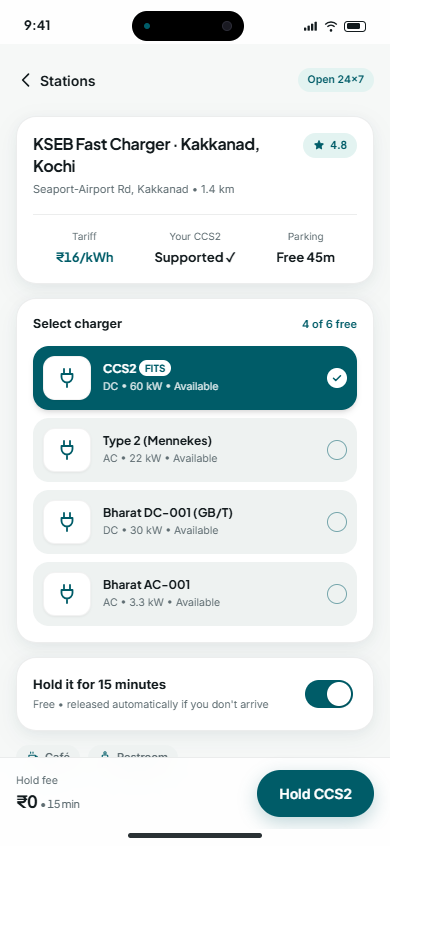 9:41
Stations
Open 24×7
KSEB Fast Charger · Kakkanad,
Kochi
4.8
Seaport-Airport Rd, Kakkanad • 1.4 km
Tariff
Your CCS2
Parking
₹16/kWh
Supported ✓
Free 45m
Select charger
4 of 6 free
CCS2 FITS
DC • 60 kW • Available
Type 2 (Mennekes)
AC • 22 kW • Available
Bharat DC-001 (GB/T)
DC • 30 kW • Available
Bharat AC-001
AC • 3.3 kW • Available
Hold it for 15 minutes
Free • released automatically if you don't arrive
Café
Restroom
Hold fee
₹0 • 15 min
Hold CCS2